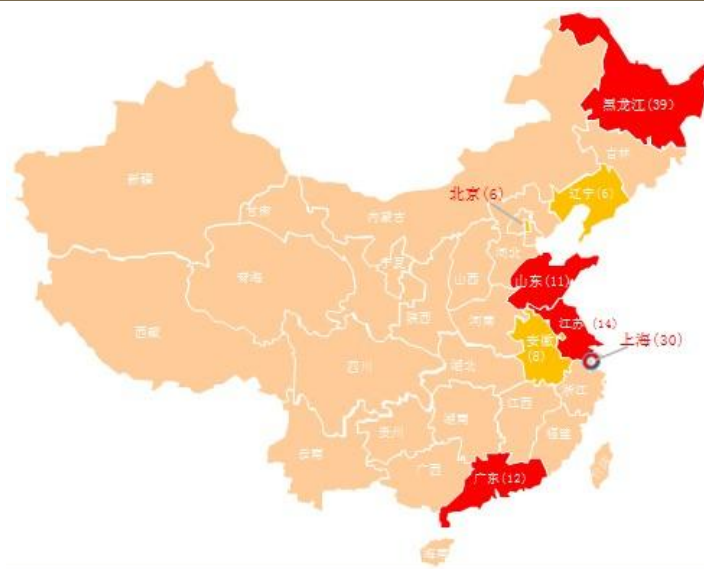 黑龙江(39)
吉林
辽宁(6)
北京(6)
新疆
甘肃
内蒙古
河北
山东(11)
宁夏
山西
青海
陕西
河南
江苏(14)
上海(30)
安徽
(8)
西藏
四川
湖北
浙江
江西
湖南
贵州
福建
云南
广西
广东(12)
海南